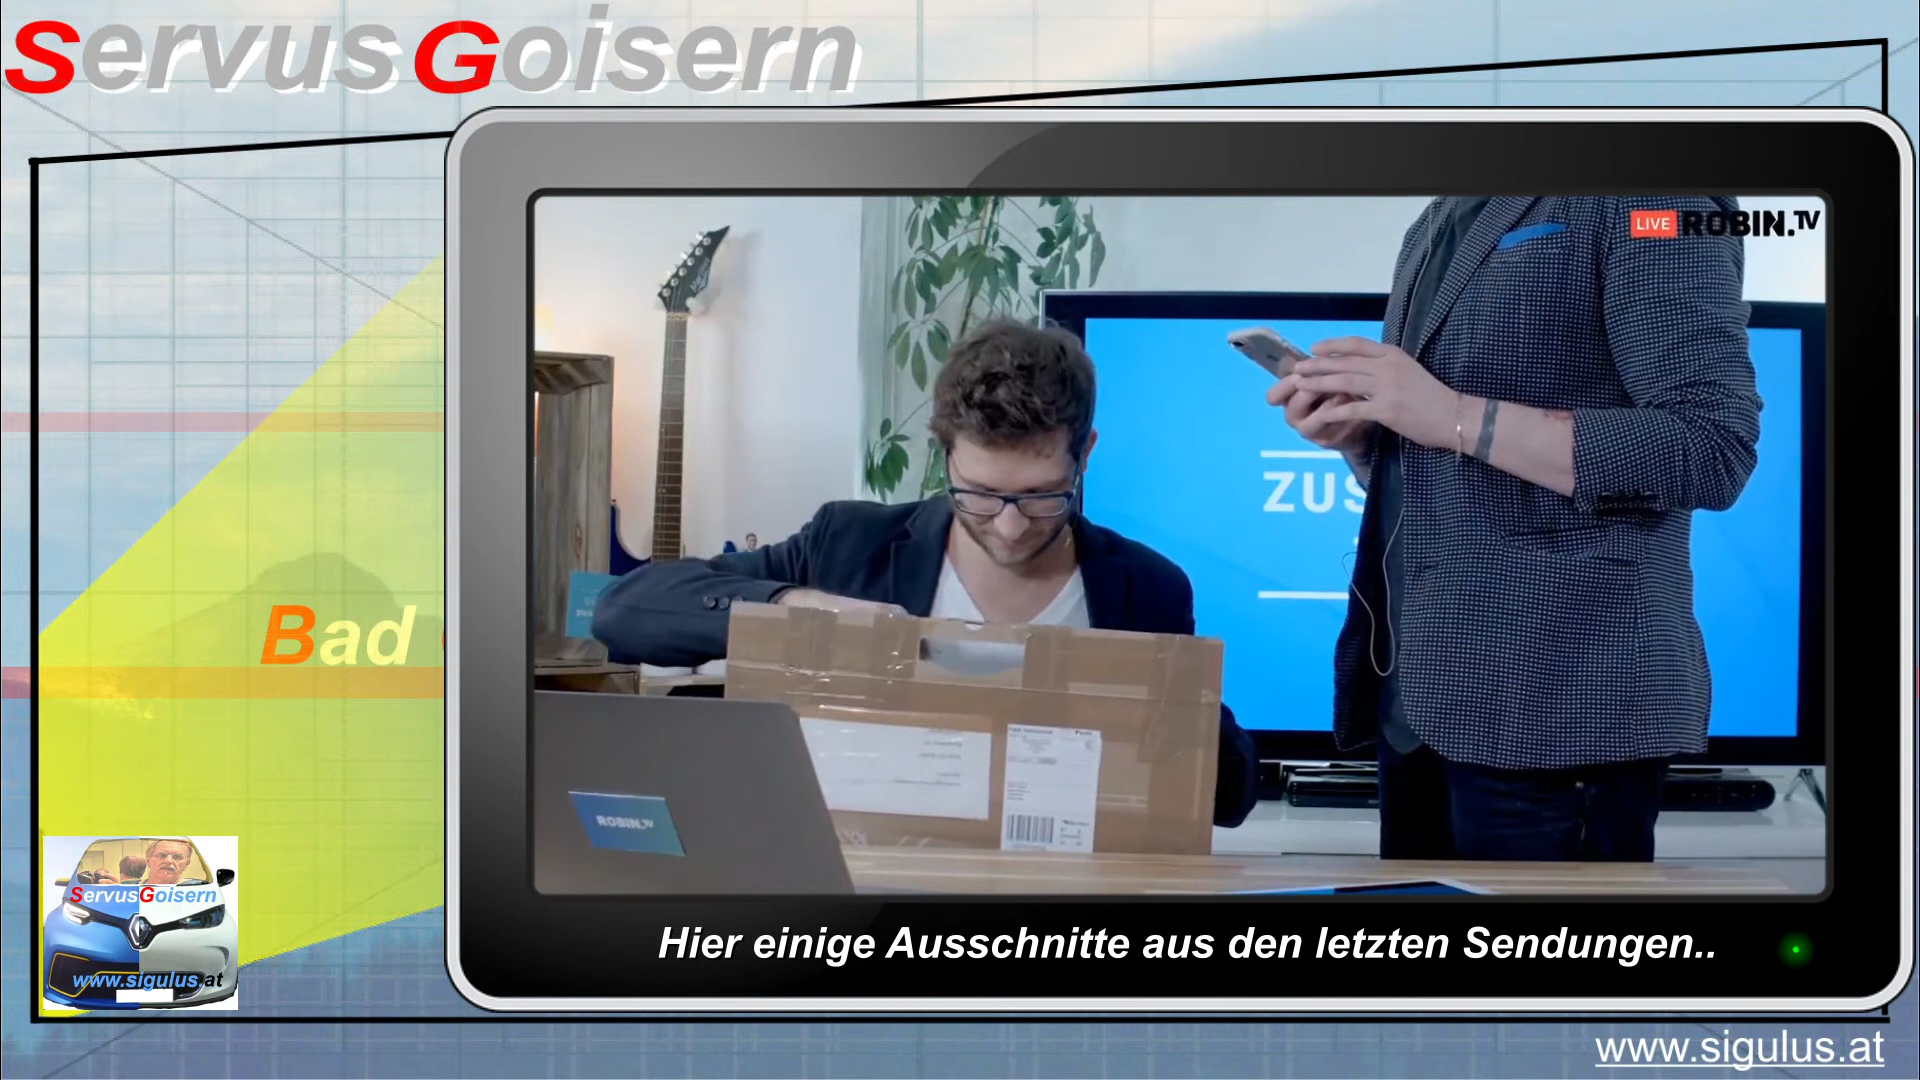 ServusGoisern
LIVE ROBIN.TV
ZUS
Bad
ROBIN.TV
ServusGoisern
www.sigulus.at
Hier einige Ausschnitte aus den letzten Sendungen..
www.sigulus.at